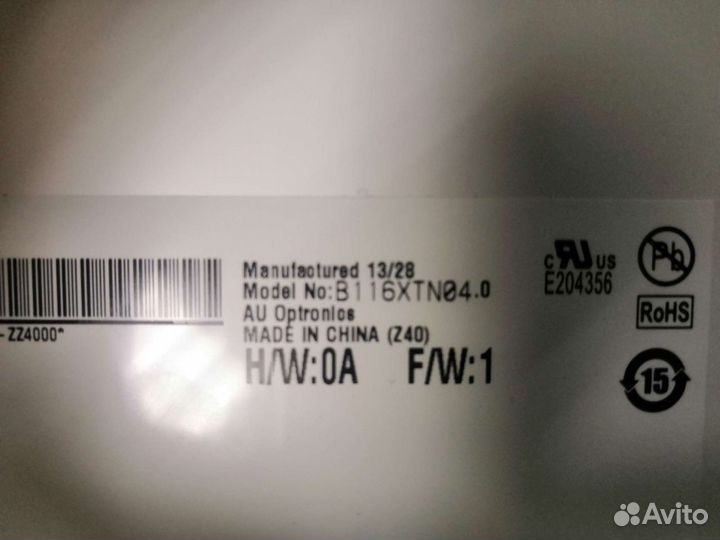 Manufactured 13/28
Model No:B116XTN04.0
AU Optronics
MADE IN CHINA (Z40)
H/W:0A F/W:1
-ZZ4000*
c RU US
E204356
Pb
RoHS
15
Avito